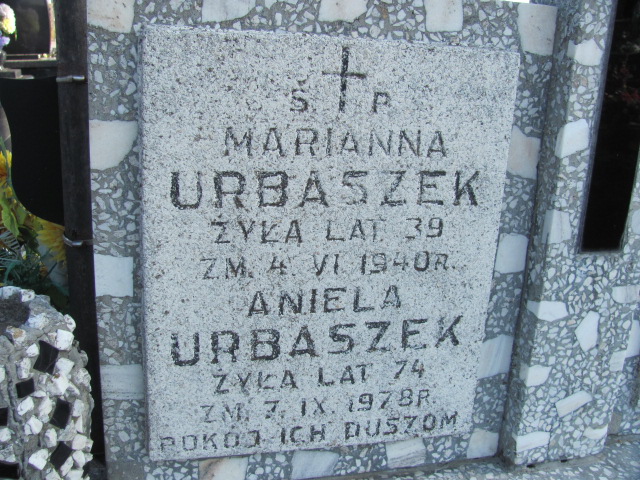 Ś P
MARIANNA
URBASZEK
ŻYŁA LAT 39
ZM. 4. VI 1940R.
ANIELA
URBASZEK
ŻYŁA LAT 74
ZM. 7. IX. 1978R.
POKÓJ ICH DUSZOM